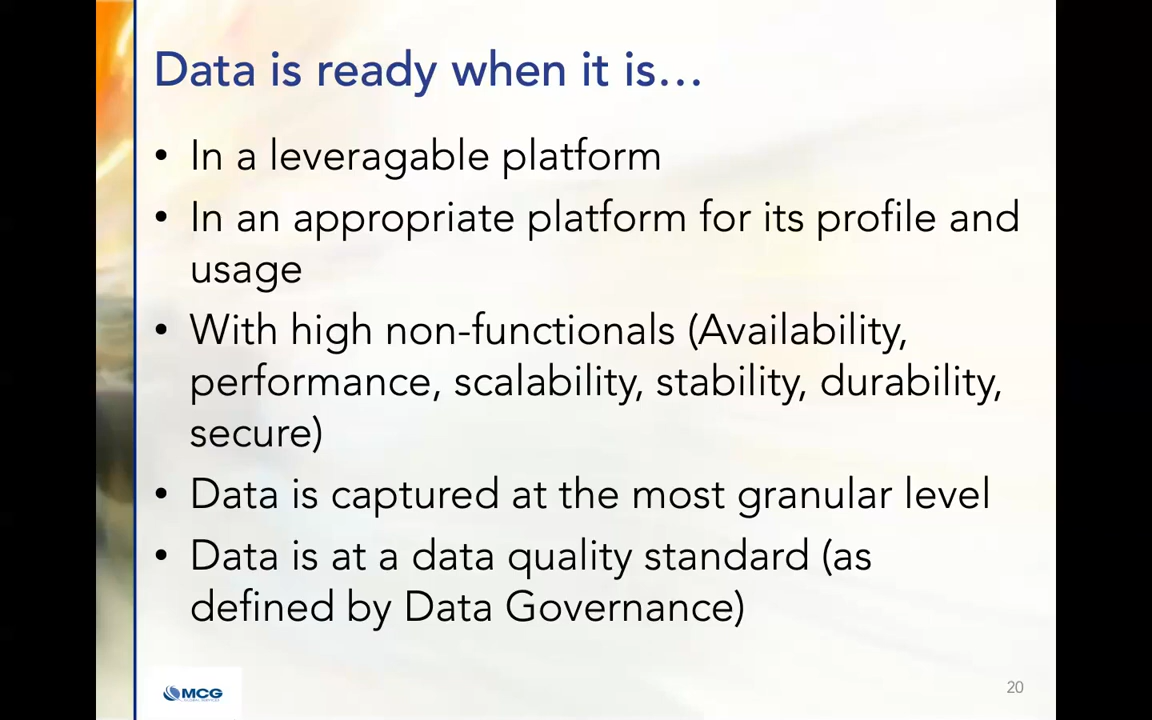 Data is ready when it is…
• In a leveragable platform
• In an appropriate platform for its profile and
usage
• With high non-functionals (Availability,
performance, scalability, stability, durability,
secure)
• Data is captured at the most granular level
• Data is at a data quality standard (as
defined by Data Governance)
MCG
20